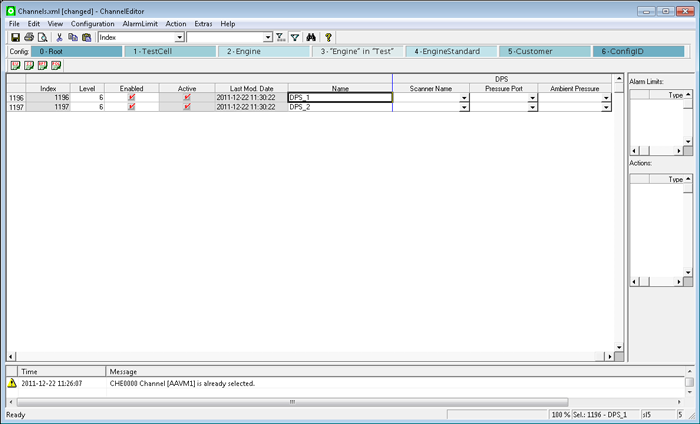 Channels.xml [changed] - ChannelEditor
File Edit View Configuration AlarmLimit Action Extras Help
Index
Config: 0 - Root 1 - TestCell 2 - Engine 3 - "Engine" in "Test" 4 - EngineStandard 5 - Customer 6 - ConfigID
DPS
Index Level Enabled Active Last Mod. Date Name Scanner Name Pressure Port Ambient Pressure
1196 1196 6 2011-12-22 11:30:22 DPS_1
1197 1197 6 2011-12-22 11:30:22 DPS_2
Alarm Limits:
Type
Actions:
Type
Time Message
2011-12-22 11:26:07 CHE0000 Channel [AAVM1] is already selected.
Ready 100 % Sel.: 1196 - DPS_1 sl5 5